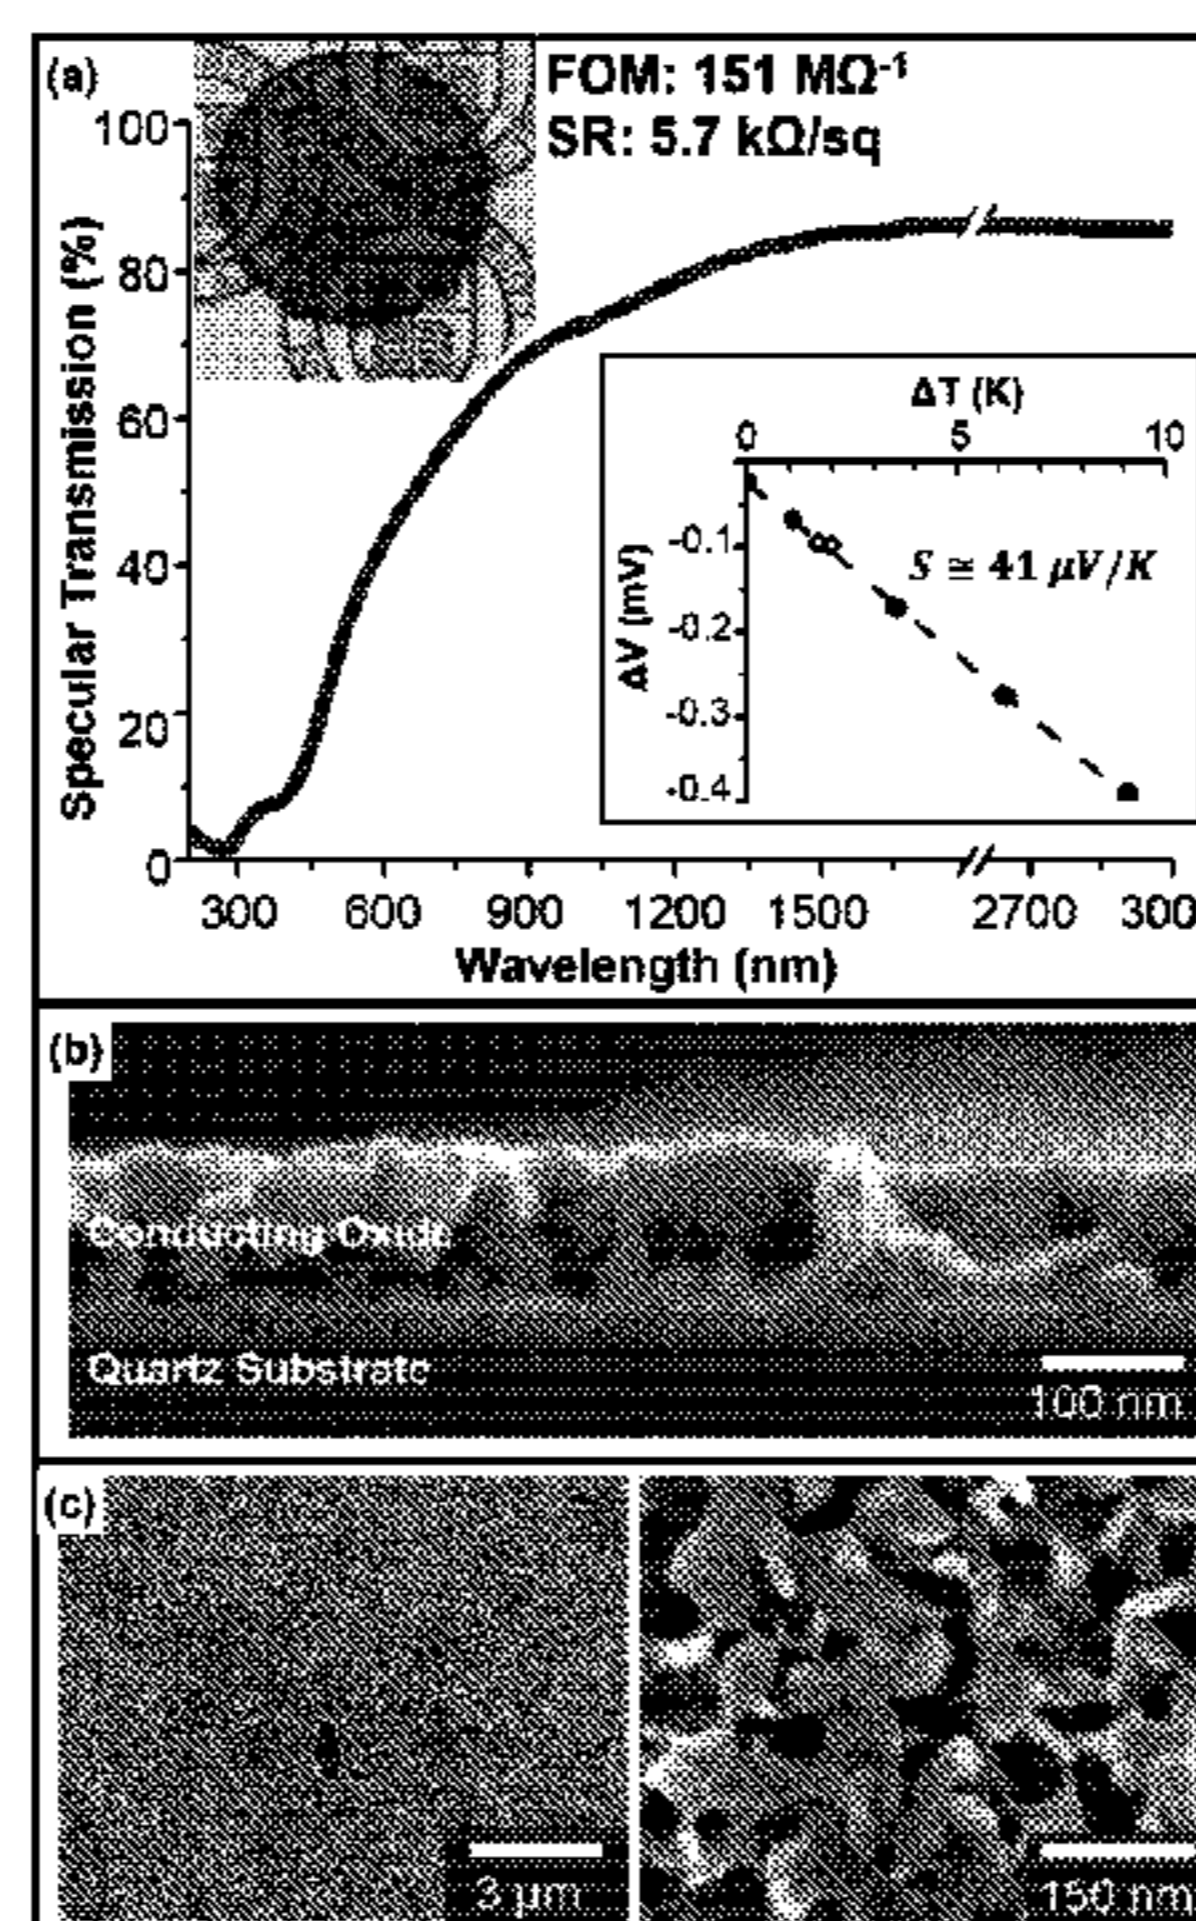 (a)
FOM: 151 MΩ⁻¹
SR: 5.7 kΩ/sq
Specular Transmission (%)
100
80
60
40
20
0
300 600 900 1200 1500 2700 300
Wavelength (nm)
ΔT (K)
0 5 10
ΔV (mV)
-0.1
-0.2
-0.3
-0.4
S ≅ 41 μV/K
(b)
Conducting Oxide
Quartz Substrate
100 nm
(c)
3 μm
150 nm